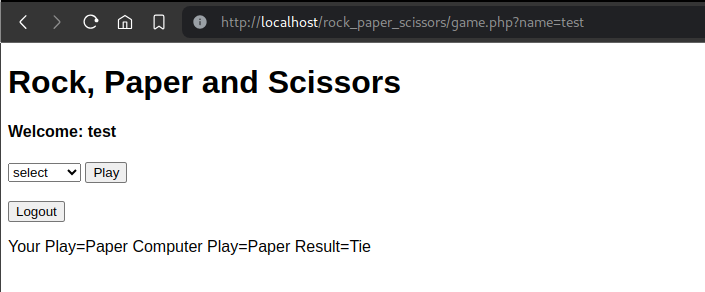 http://localhost/rock_paper_scissors/game.php?name=test
Rock, Paper and Scissors
Welcome: test
select Play
Logout
Your Play=Paper Computer Play=Paper Result=Tie